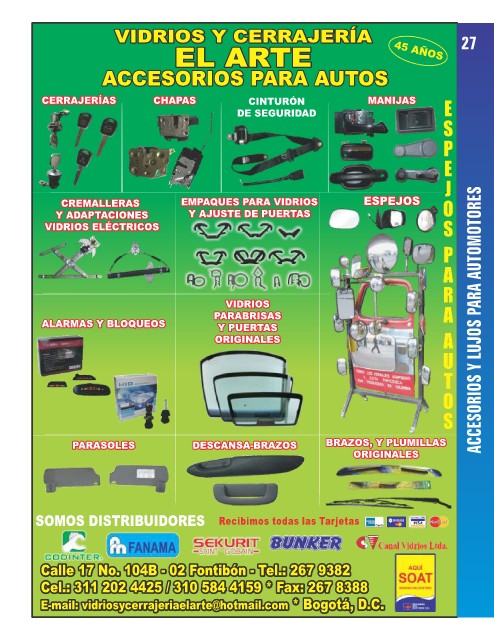 VIDRIOS Y CERRAJERÍA
EL ARTE
ACCESORIOS PARA AUTOS
45 AÑOS
27
CERRAJERÍAS
CHAPAS
CINTURÓN
DE SEGURIDAD
MANIJAS
CREMALLERAS
Y ADAPTACIONES
VIDRIOS ELÉCTRICOS
EMPAQUES PARA VIDRIOS
Y AJUSTE DE PUERTAS
ESPEJOS
ESPEJOS PARA AUTOS
ACCESORIOS Y LUJOS PARA AUTOMOTORES
ALARMAS Y BLOQUEOS
VIDRIOS
PARABRISAS
Y PUERTAS
ORIGINALES
PARASOLES
DESCANSA-BRAZOS
BRAZOS, Y PLUMILLAS
ORIGINALES
SOMOS DISTRIBUIDORES
Recibimos todas las Tarjetas
GODINTER.
FANAMA
SEKURIT
SAINT-GOBAIN
BUNKER
CV Canal Vidrios Ltda.
Calle 17 No. 104B - 02 Fontibón - Tel.: 267 9382
Cel.: 311 202 4425 / 310 584 4159 * Fax: 267 8388
E-mail: vidriosycerrajeriaelarte@hotmail.com * Bogotá, D.C.
AQUÍ
SOAT